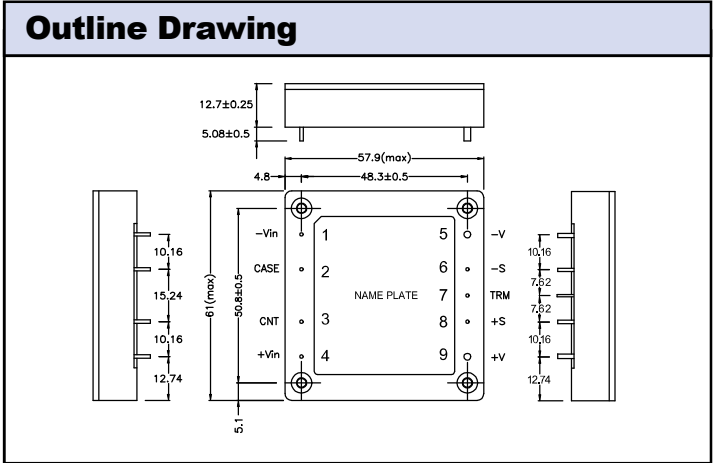 Outline Drawing
12.7±0.25
5.08±0.5
57.9(max)
4.8
48.3±0.5
-Vin 1 5 -V
CASE 2 6 -S
NAME PLATE 7 TRM
CNT 3 8 +S
+Vin 4 9 +V
10.16
15.24
10.16
12.74
61(max)
50.8±0.5
5.1
10.16
7.62
7.62
10.16
12.74